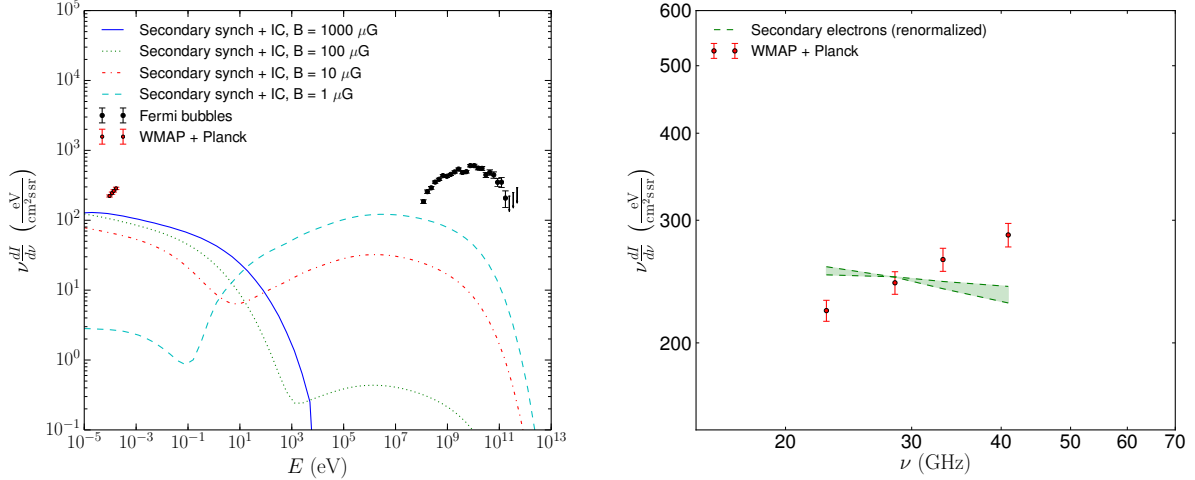 Secondary synch + IC, B = 1000 μG
Secondary synch + IC, B = 100 μG
Secondary synch + IC, B = 10 μG
Secondary synch + IC, B = 1 μG
Fermi bubbles
WMAP + Planck
10^5
10^4
10^3
10^2
10^1
10^0
10^-1
ν dI/dν (eV/cm^2 s sr)
10^-5 10^-3 10^-1 10^1 10^3 10^5 10^7 10^9 10^11 10^13
E (eV)
Secondary electrons (renormalized)
WMAP + Planck
600
500
400
300
200
ν dI/dν (eV/cm^2 s sr)
20 30 40 50 60 70
ν (GHz)